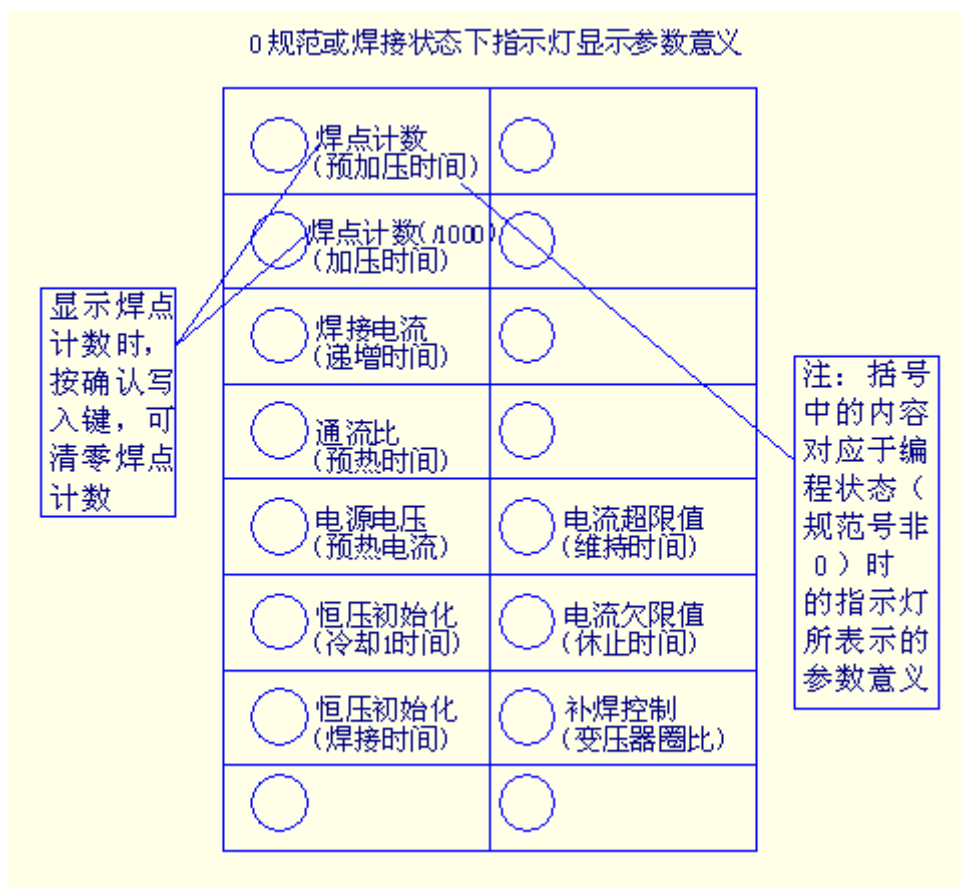 0规范或焊接状态下指示灯显示参数意义
焊点计数
(预加压时间)
焊点计数(/1000)
(加压时间)
焊接电流
(递增时间)
通流比
(预热时间)
电源电压
(预热电流)
电流超限值
(维持时间)
恒压初始化
(冷却1时间)
电流欠限值
(休止时间)
恒压初始化
(焊接时间)
补焊控制
(变压器圈比)
显示焊点
计数时，
按确认写
入键，可
清零焊点
计数
注：括号
中的内容
对应于编
程状态（
规范号非
0）时
的指示灯
所表示的
参数意义